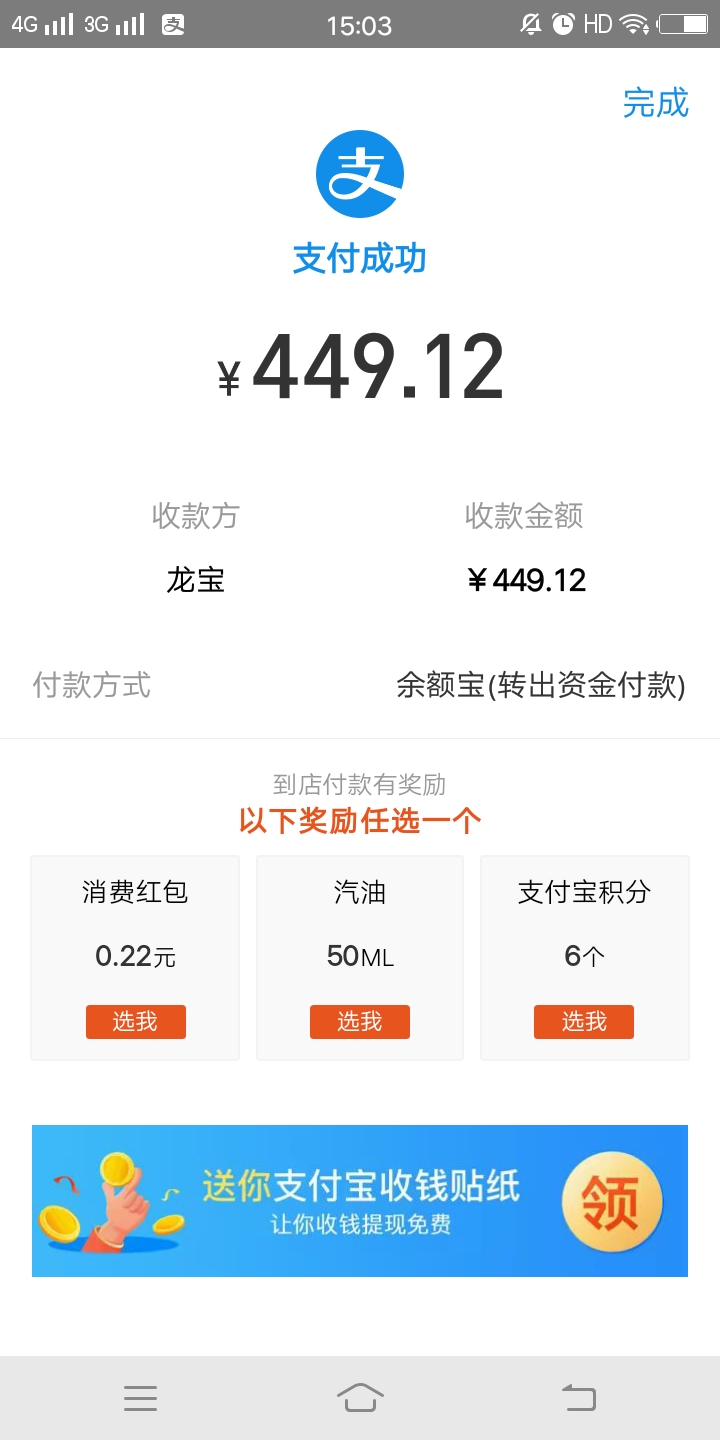 4G 3G 15:03 HD
完成
支付成功
¥449.12
收款方 收款金额
龙宝 ¥449.12
付款方式 余额宝(转出资金付款)
到店付款有奖励
以下奖励任选一个
消费红包 汽油 支付宝积分
0.22元 50ML 6个
选我 选我 选我
送你支付宝收钱贴纸
让你收钱提现免费
领